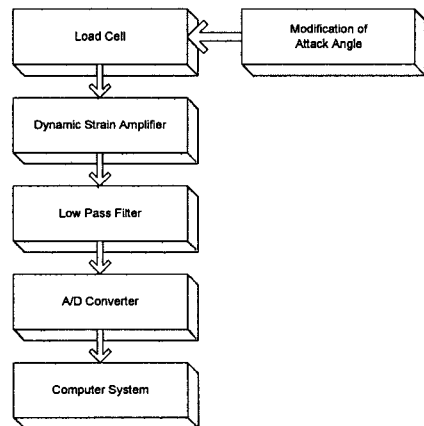 Load Cell
Modification of
Attack Angle
Dynamic Strain Amplifier
Low Pass Filter
A/D Converter
Computer System